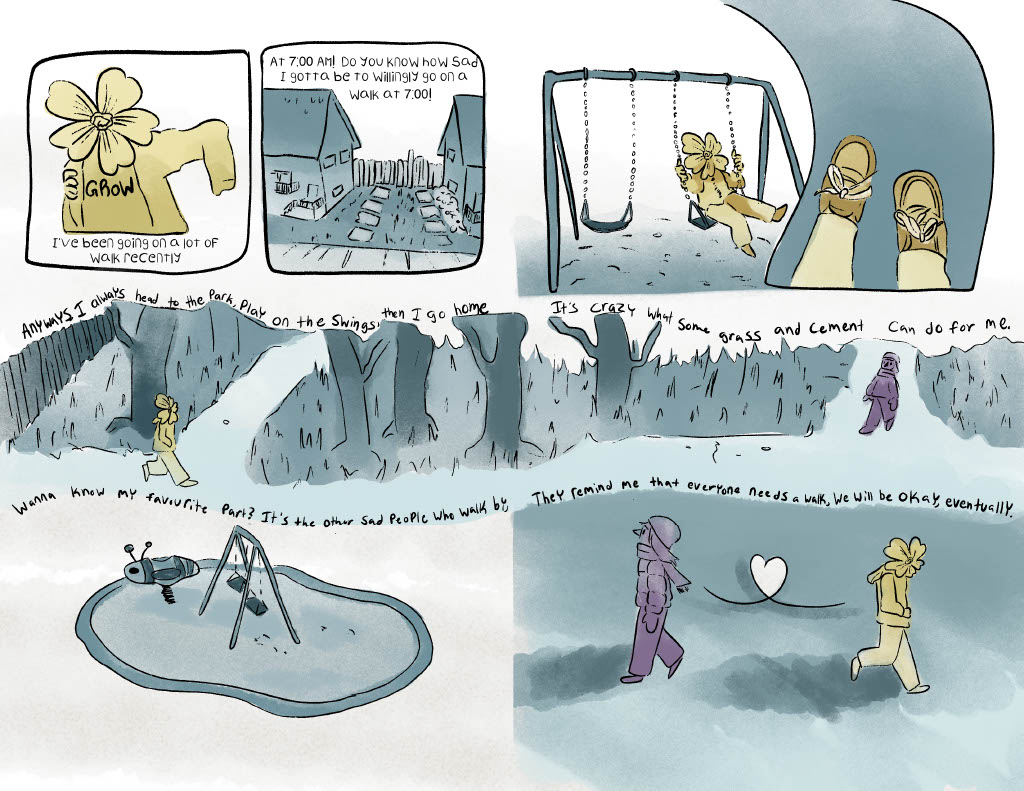 GROW
I've been going on a lot of
walk recently
At 7:00 AM! Do you know how sad
I gotta be to willingly go on a
walk at 7:00!
Anyways I always head to the park, play on the swings, then I go home
It's crazy what some grass and cement can do for me.
Wanna know my favourite part? It's the other sad people who walk by;
They remind me that everyone needs a walk, we will be okay, eventually.